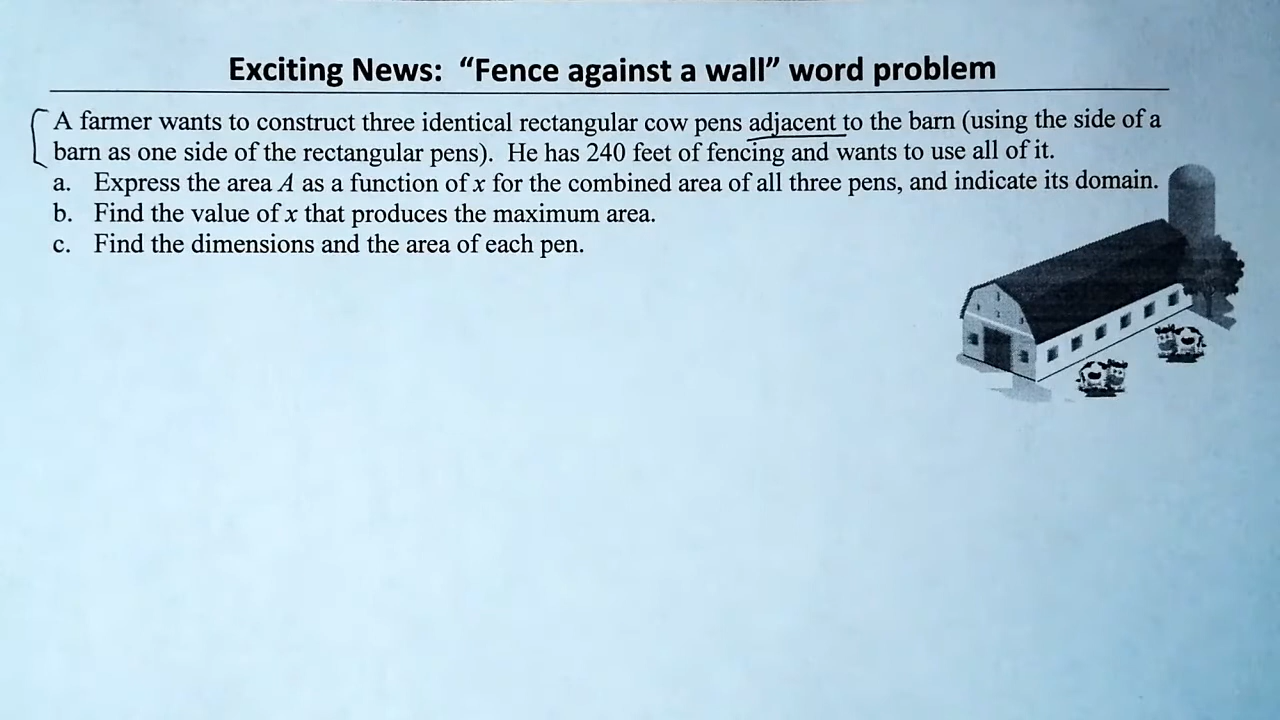 Exciting News: “Fence against a wall” word problem
A farmer wants to construct three identical rectangular cow pens adjacent to the barn (using the side of a
barn as one side of the rectangular pens). He has 240 feet of fencing and wants to use all of it.
a. Express the area A as a function of x for the combined area of all three pens, and indicate its domain.
b. Find the value of x that produces the maximum area.
c. Find the dimensions and the area of each pen.